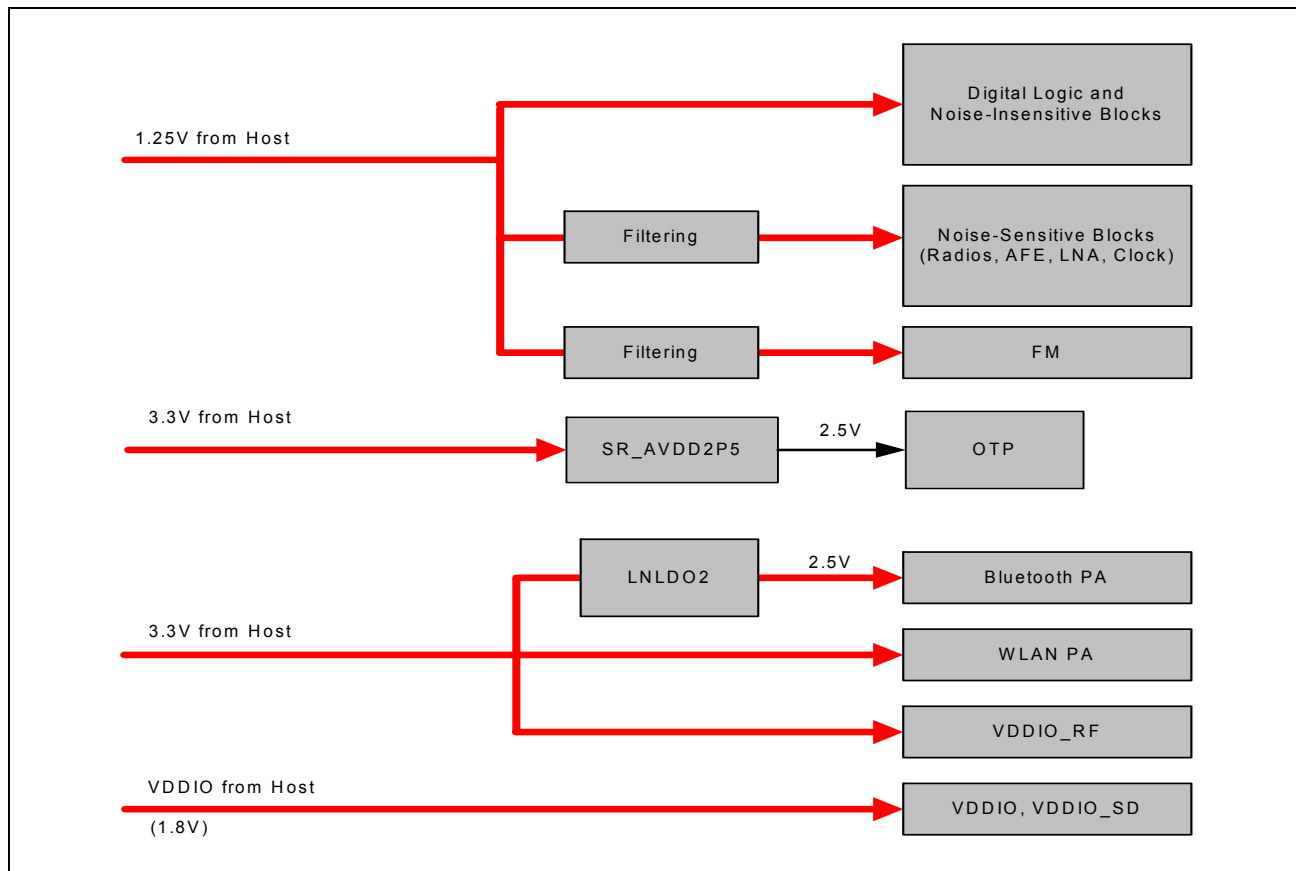 Digital Logic and
Noise-Insensitive Blocks
1.25V from Host
Filtering
Noise-Sensitive Blocks
(Radios, AFE, LNA, Clock)
Filtering
FM
3.3V from Host
SR_AVDD2P5
2.5V
OTP
LNLDO2
2.5V
Bluetooth PA
3.3V from Host
WLAN PA
VDDIO_RF
VDDIO from Host
(1.8V)
VDDIO, VDDIO_SD